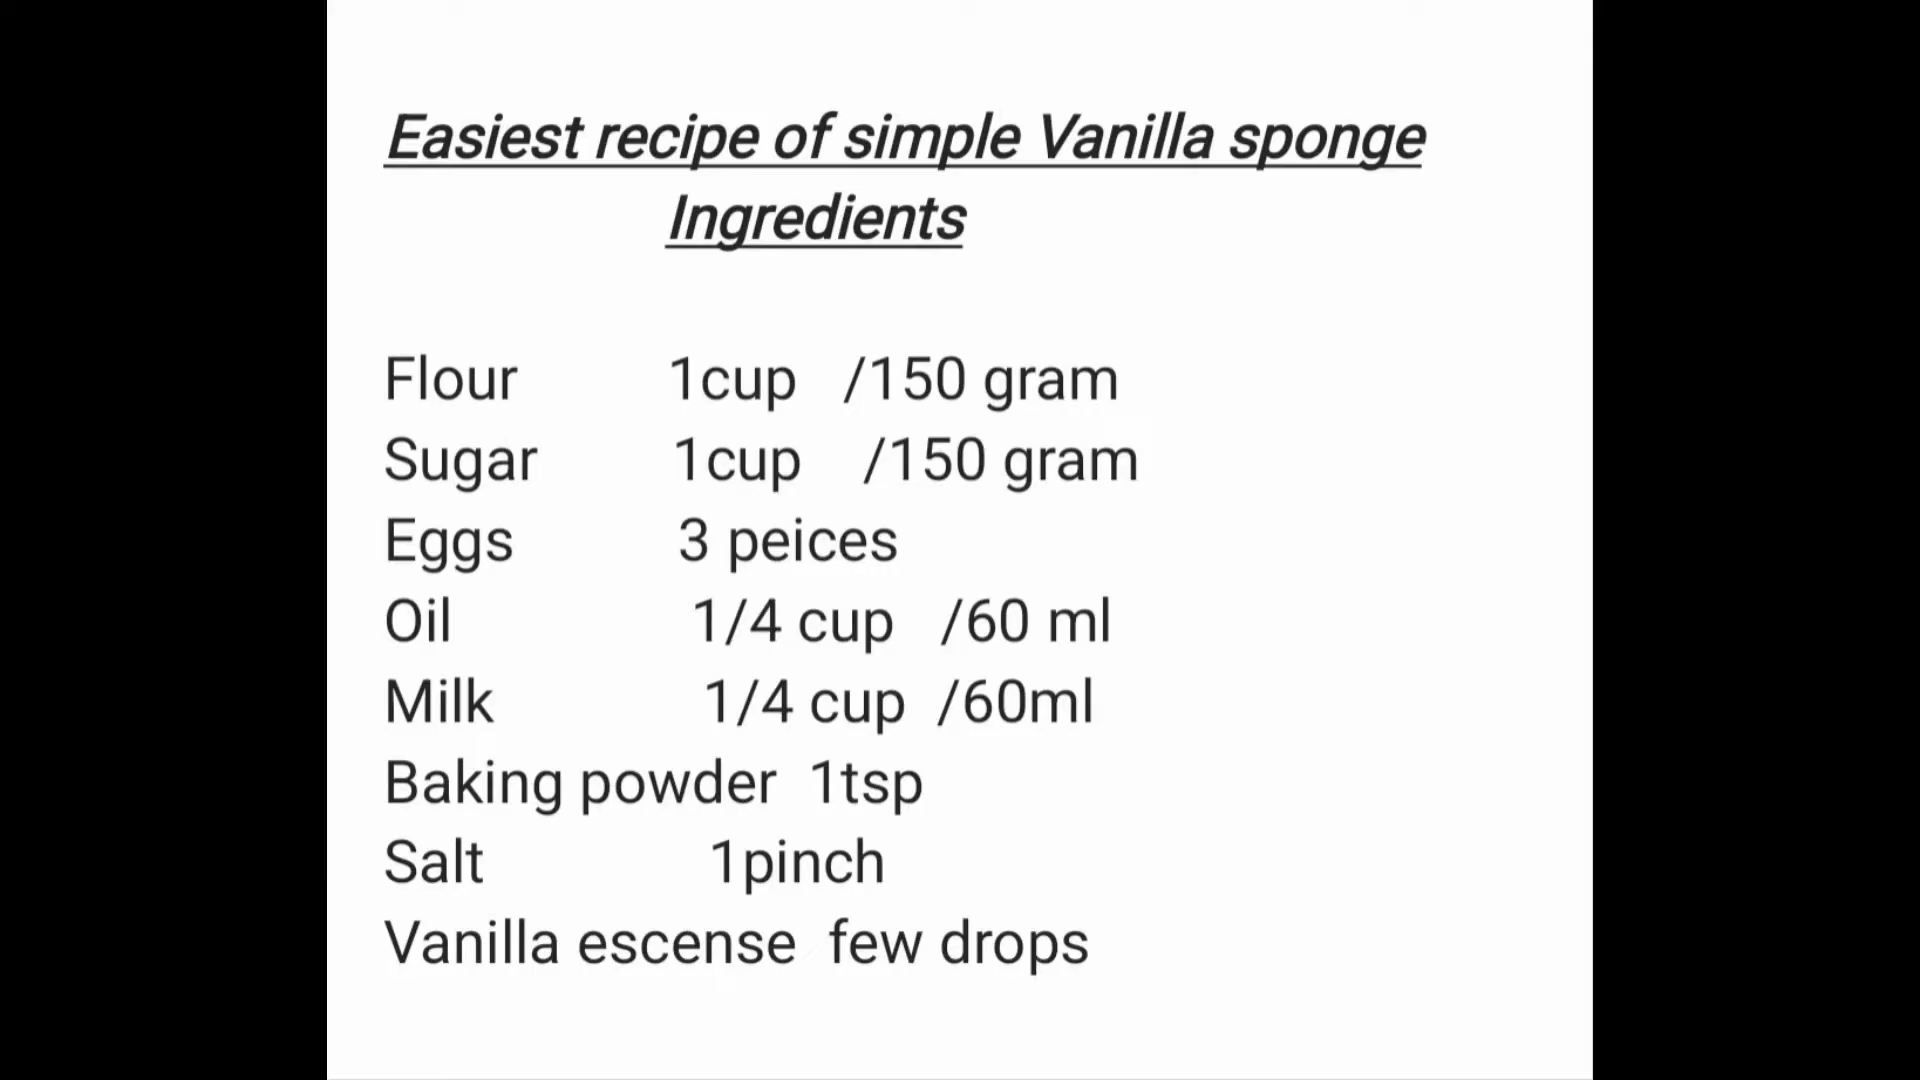 Easiest recipe of simple Vanilla sponge
Ingredients
Flour 1cup /150 gram
Sugar 1cup /150 gram
Eggs 3 peices
Oil 1/4 cup /60 ml
Milk 1/4 cup /60ml
Baking powder 1tsp
Salt 1pinch
Vanilla escense few drops